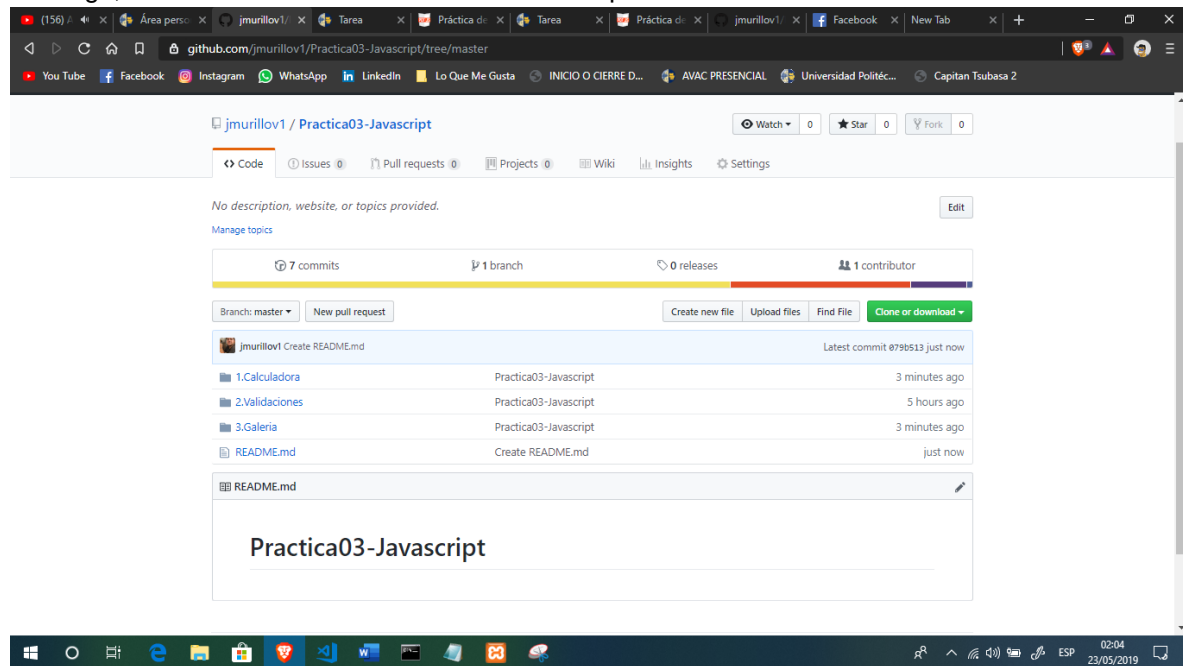 (156) A
Área perso
jmurillov1/
Tarea
Práctica de
Tarea
Práctica de
jmurillov1/
Facebook
New Tab
github.com/jmurillov1/Practica03-Javascript/tree/master
You Tube
Facebook
Instagram
WhatsApp
LinkedIn
Lo Que Me Gusta
INICIO O CIERRE D...
AVAC PRESENCIAL
Universidad Politéc...
Capitan Tsubasa 2
jmurillov1 / Practica03-Javascript
Watch 0
Star 0
Fork 0
Code
Issues 0
Pull requests 0
Projects 0
Wiki
Insights
Settings
No description, website, or topics provided.
Edit
Manage topics
7 commits
1 branch
0 releases
1 contributor
Branch: master
New pull request
Create new file
Upload files
Find File
Clone or download
jmurillov1 Create README.md
Latest commit 079b513 just now
1.Calculadora Practica03-Javascript 3 minutes ago
2.Validaciones Practica03-Javascript 5 hours ago
3.Galeria Practica03-Javascript 3 minutes ago
README.md Create README.md just now
README.md
Practica03-Javascript
ESP
02:04
23/05/2019